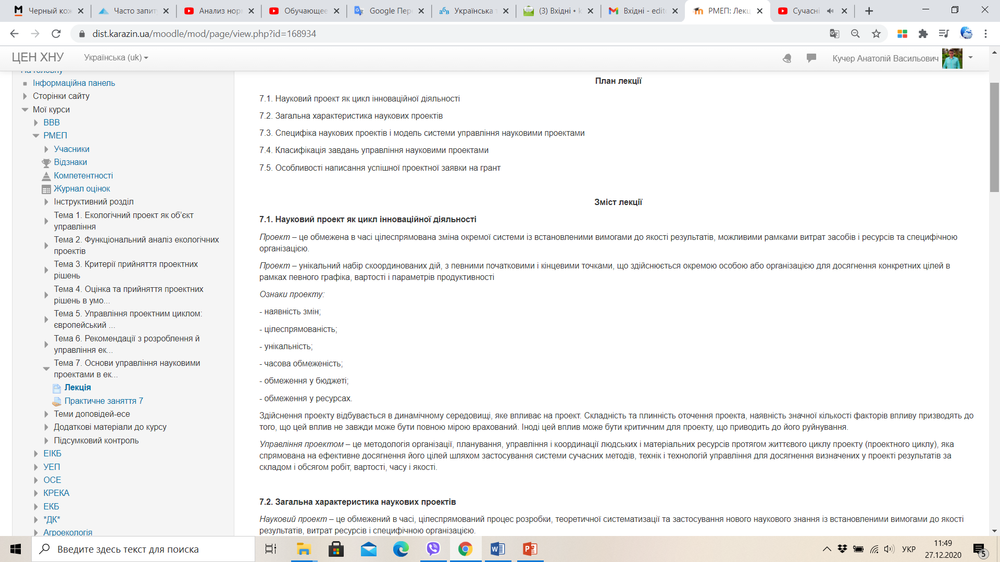 Черный кож
Часто запит
Анализ нор
Обучающее
Google Пер
Українська
(3) Вхідні •
Вхідні - edit
РМЕП: Лекц
Сучасні
dist.karazin.ua/moodle/mod/page/view.php?id=168934
ЦЕН ХНУ
Українська (uk)
Кучер Анатолій Васильович
На головну
Інформаційна панель
Сторінки сайту
Мої курси
ВВВ
РМЕП
Учасники
Відзнаки
Компетентності
Журнал оцінок
Інструктивний розділ
Тема 1. Екологічний проект як об’єкт
управління
Тема 2. Функціональний аналіз екологічних
проектів
Тема 3. Критерії прийняття проектних
рішень
Тема 4. Оцінка та прийняття проектних
рішень в умо...
Тема 5. Управління проектним циклом:
європейський ...
Тема 6. Рекомендації з розроблення й
управління ек...
Тема 7. Основи управління науковими
проектами в ек...
Лекція
Практичне заняття 7
Теми доповідей-есе
Додаткові матеріали до курсу
Підсумковий контроль
ЕІКБ
УЕП
ОСЕ
КРЕКА
ЕКБ
*ДК*
Агроекологія
План лекції
7.1. Науковий проект як цикл інноваційної діяльності
7.2. Загальна характеристика наукових проектів
7.3. Специфіка наукових проектів і модель системи управління науковими проектами
7.4. Класифікація завдань управління науковими проектами
7.5. Особливості написання успішної проектної заявки на грант
Зміст лекції
7.1. Науковий проект як цикл інноваційної діяльності
Проект – це обмежена в часі цілеспрямована зміна окремої системи із встановленими вимогами до якості результатів, можливими рамками витрат засобів і ресурсів та специфічною
організацією.
Проект – унікальний набір скоординованих дій, з певними початковими і кінцевими точками, що здійснюється окремою особою або організацією для досягнення конкретних цілей в
рамках певного графіка, вартості і параметрів продуктивності
Ознаки проекту:
- наявність змін;
- цілеспрямованість;
- унікальність;
- часова обмеженість;
- обмеження у бюджеті;
- обмеження у ресурсах.
Здійснення проекту відбувається в динамічному середовищі, яке впливає на проект. Складність та плинність оточення проекта, наявність значної кількості факторів впливу призводять до
того, що цей вплив не завжди може бути повною мірою врахований. Іноді цей вплив може бути критичним для проекту, що приводить до його руйнування.
Управління проектом – це методологія організації, планування, управління і координації людських і матеріальних ресурсів протягом життєвого циклу проекту (проектного циклу), яка
спрямована на ефективне досягнення його цілей шляхом застосування системи сучасних методів, технік і технологій управління для досягнення визначених у проекті результатів за
складом і обсягом робіт, вартості, часу і якості.
7.2. Загальна характеристика наукових проектів
Науковий проект – це обмежений в часі, цілеспрямований процес розробки, теоретичної систематизації та застосування нового наукового знання із встановленими вимогами до якості
результатів, витрат ресурсів і специфічною організацією.
Введите здесь текст для поиска
УКР
11:49
27.12.2020
5